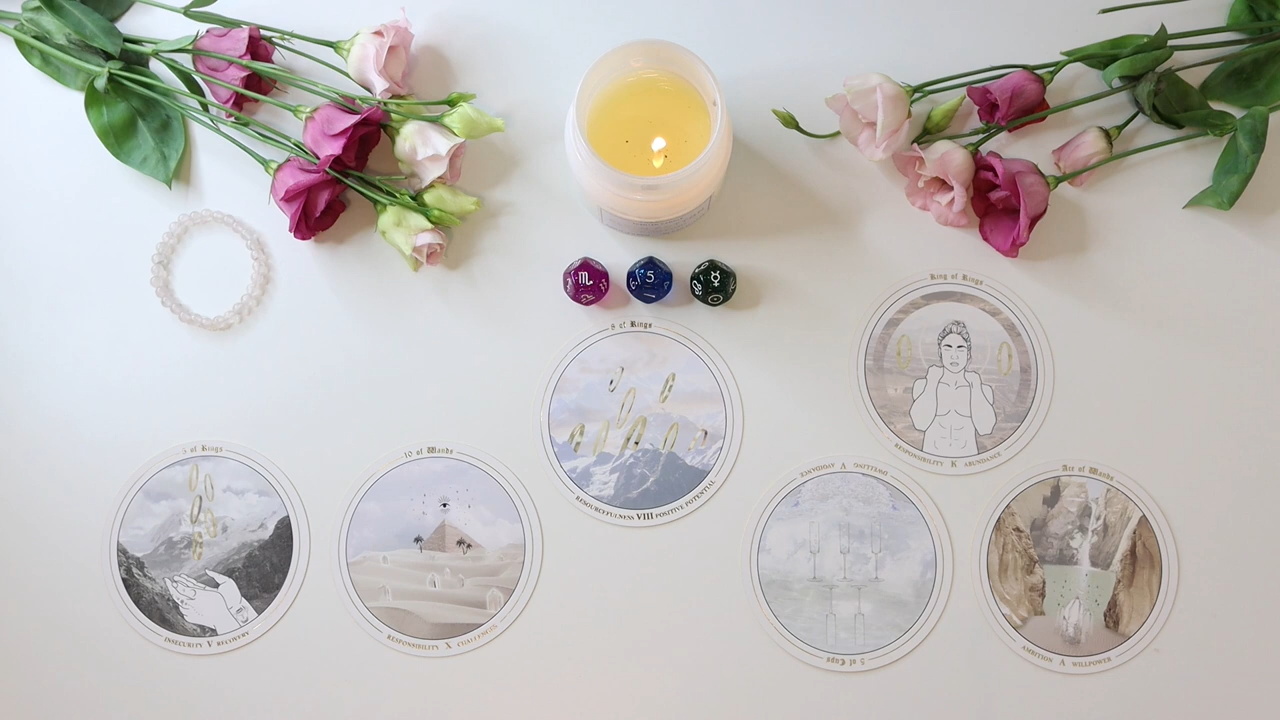 5
8 of Rings
RESOURCEFULNESS VIII POSITIVE POTENTIAL
King of Rings
RESPONSIBILITY K ABUNDANCE
5 of Rings
INSECURITY V RECOVERY
10 of Wands
RESPONSIBILITY X CHALLENGES
DWELLING A AVOIDANCE
5 of Cups
Ace of Wands
AMBITION A WILLPOWER